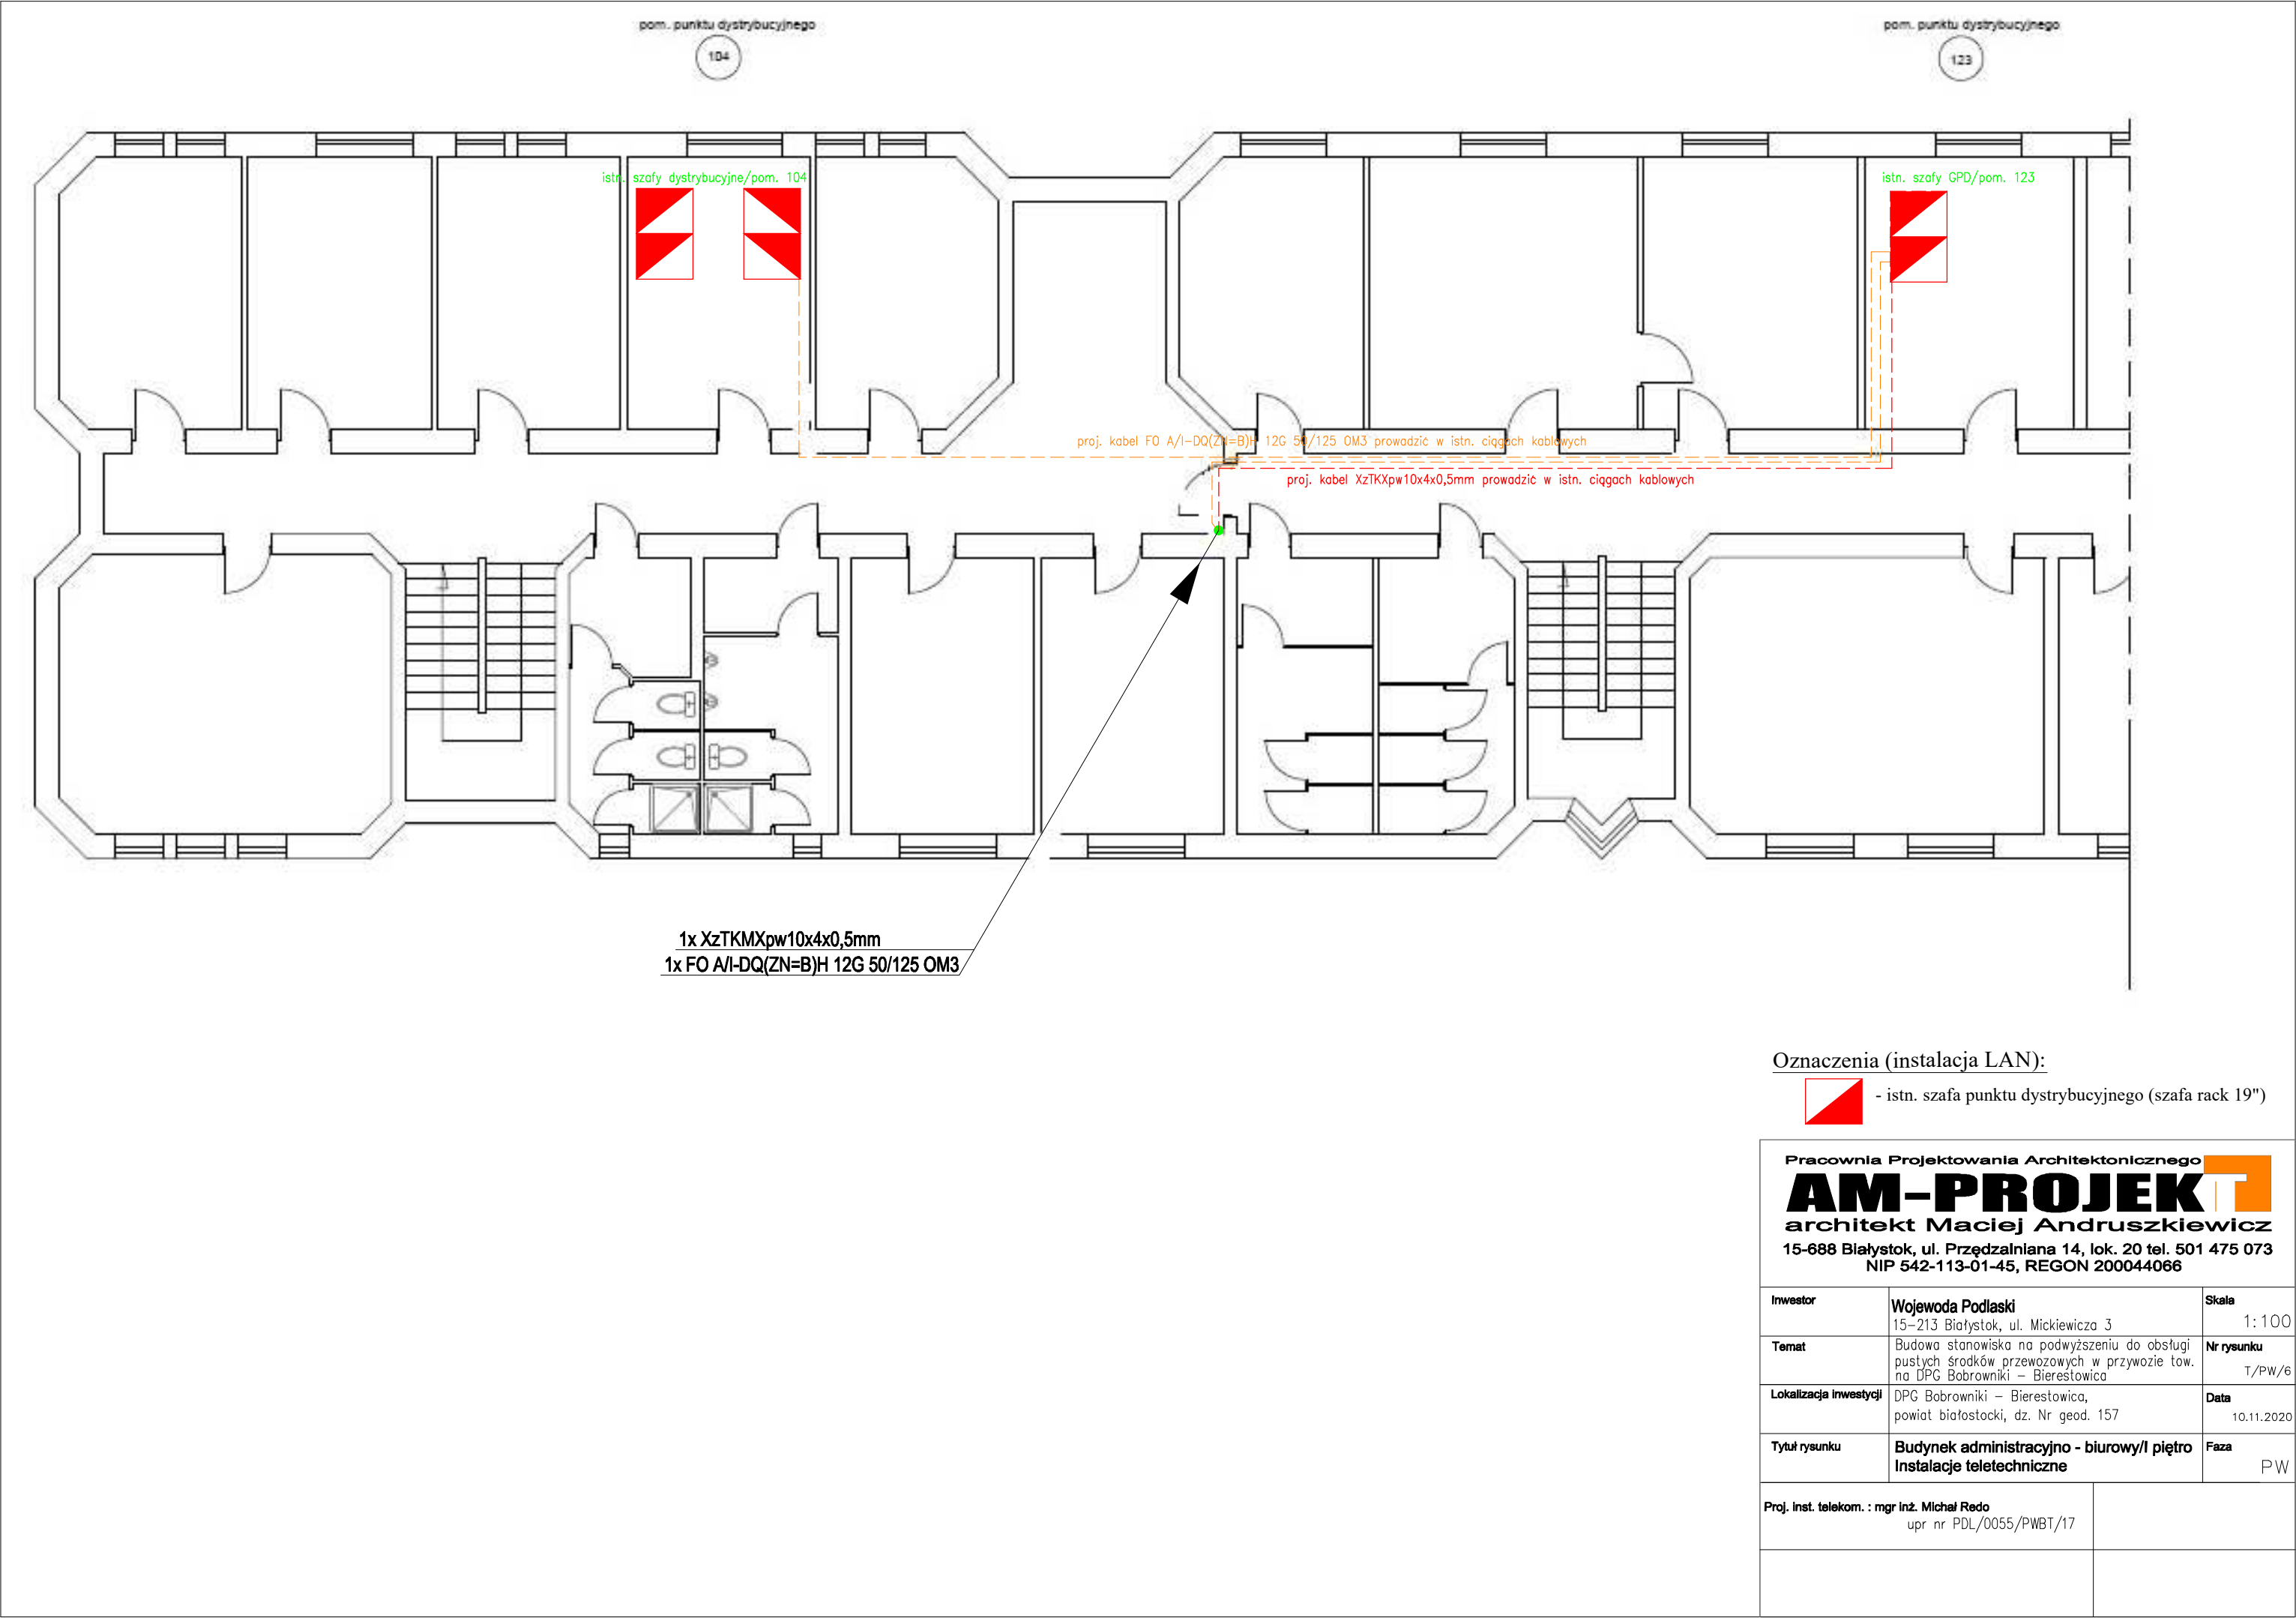 pom. punktu dystrybucyjnego
104
pom. punktu dystrybucyjnego
123
istn. szafy dystrybucyjne/pom. 104
istn. szafy GPD/pom. 123
proj. kabel FO A/I-DQ(ZN=B)H 12G 50/125 OM3 prowadzić w istn. ciągach kablowych
proj. kabel XzTKXpw10x4x0,5mm prowadzić w istn. ciągach kablowych
1x XzTKMXpw10x4x0,5mm
1x FO A/I-DQ(ZN=B)H 12G 50/125 OM3
Oznaczenia (instalacja LAN):
- istn. szafa punktu dystrybucyjnego (szafa rack 19")
Pracownia Projektowania Architektonicznego
AM-PROJEKT
architekt Maciej Andruszkiewicz
15-688 Białystok, ul. Przędzalniana 14, lok. 20 tel. 501 475 073
NIP 542-113-01-45, REGON 200044066
Inwestor
Wojewoda Podlaski
15-213 Białystok, ul. Mickiewicza 3
Skala
1:100
Temat
Budowa stanowiska na podwyższeniu do obsługi
pustych środków przewozowych w przywozie tow.
na DPG Bobrowniki – Bierestowica
Nr rysunku
T/PW/6
Lokalizacja inwestycji
DPG Bobrowniki – Bierestowica,
powiat białostocki, dz. Nr geod. 157
Data
10.11.2020
Tytuł rysunku
Budynek administracyjno - biurowy/I piętro
Instalacje teletechniczne
Faza
PW
Proj. inst. telekom. : mgr inż. Michał Redo
upr nr PDL/0055/PWBT/17